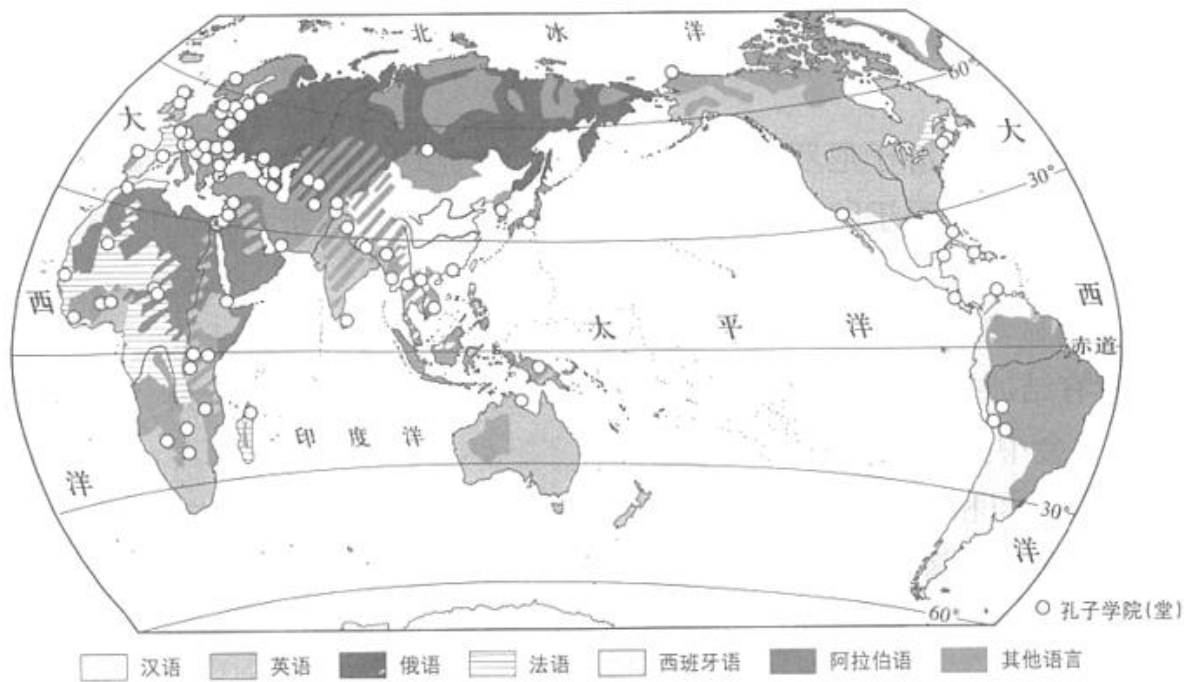 北冰洋
60°
大
大
30°
西
太平洋
西
赤道
印度洋
洋
30°
洋
60°
孔子学院(堂)
汉语
英语
俄语
法语
西班牙语
阿拉伯语
其他语言